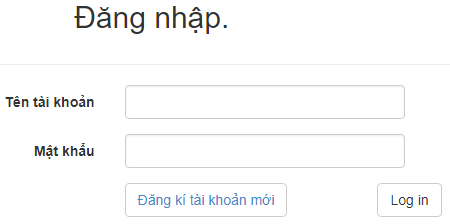 Đăng nhập.
Tên tài khoản
Mật khẩu
Đăng kí tài khoản mới Log in